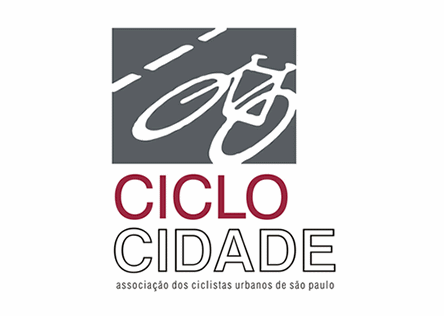 CICLO
CIDADE
associação dos ciclistas urbanos de são paulo